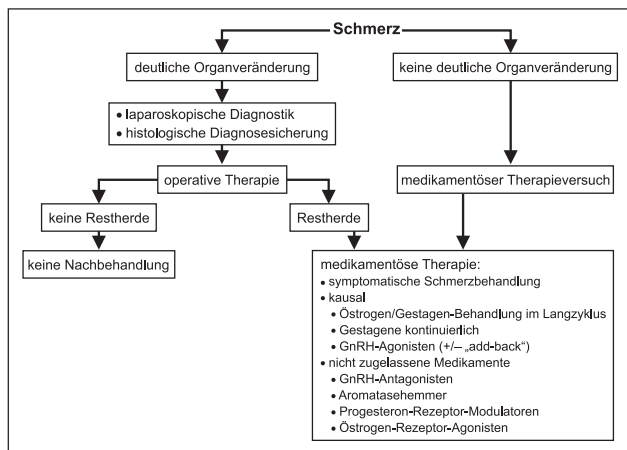 Schmerz
deutliche Organveränderung
keine deutliche Organveränderung
• laparoskopische Diagnostik
• histologische Diagnosesicherung
operative Therapie
medikamentöser Therapieversuch
keine Restherde
Restherde
keine Nachbehandlung
medikamentöse Therapie:
• symptomatische Schmerzbehandlung
• kausal
• Östrogen/Gestagen-Behandlung im Langzyklus
• Gestagene kontinuierlich
• GnRH-Agonisten (+/– „add-back“)
• nicht zugelassene Medikamente
• GnRH-Antagonisten
• Aromatasehemmer
• Progesteron-Rezeptor-Modulatoren
• Östrogen-Rezeptor-Agonisten